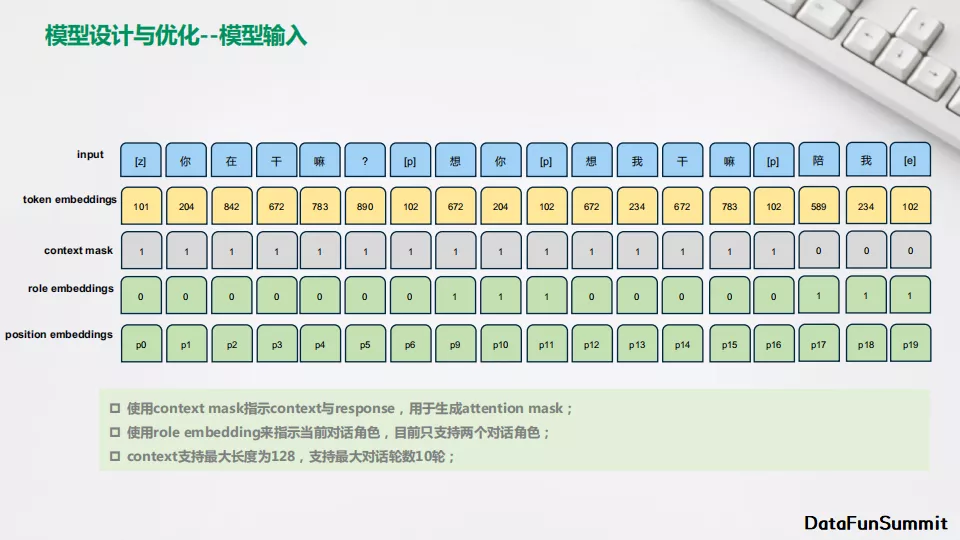 模型设计与优化--模型输入
input [z] 你 在 干 嘛 ? [p] 想 你 [p] 想 我 干 嘛 [p] 陪 我 [e]
token embeddings 101 204 842 672 783 890 102 672 204 102 672 234 672 783 102 589 234 102
context mask 1 1 1 1 1 1 1 1 1 1 1 1 1 1 1 0 0 0
role embeddings 0 0 0 0 0 0 0 1 1 1 0 0 0 0 0 1 1 1
position embeddings p0 p1 p2 p3 p4 p5 p6 p9 p10 p11 p12 p13 p14 p15 p16 p17 p18 p19
使用context mask指示context与response，用于生成attention mask；
使用role embedding来指示当前对话角色，目前只支持两个对话角色；
context支持最大长度为128，支持最大对话轮数10轮；
DataFunSummit